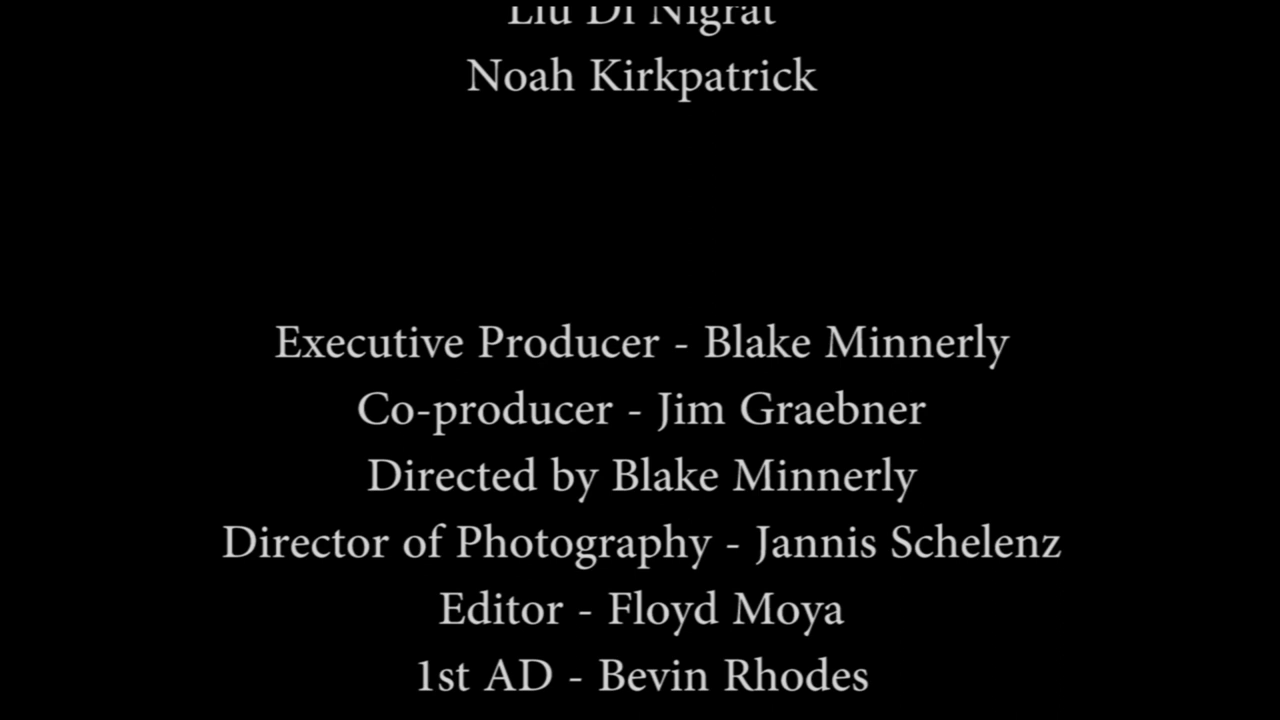 Noah Kirkpatrick
Executive Producer - Blake Minnerly
Co-producer - Jim Graebner
Directed by Blake Minnerly
Director of Photography - Jannis Schelenz
Editor - Floyd Moya
1st AD - Bevin Rhodes